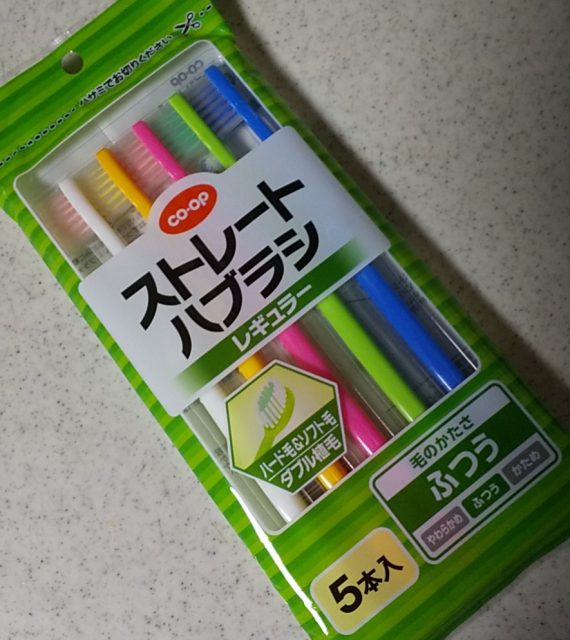 ハサミでお切りください
CO・OP
co・op
ストレート
ハブラシ
レギュラー
ハード毛&ソフト毛
ダブル植毛
毛のかたさ
ふつう
やわらかめ ふつう かため
5本入